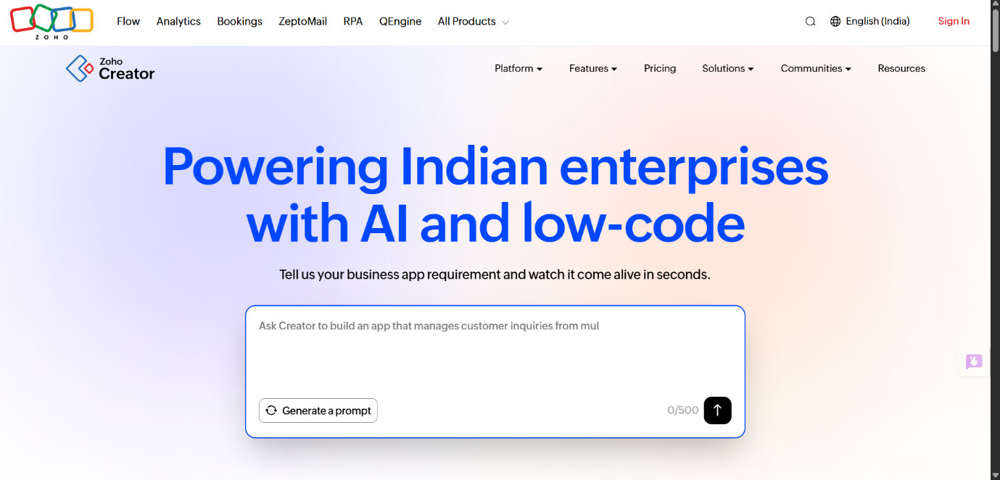 ZOHO
Flow Analytics Bookings ZeptoMail RPA QEngine All Products English (India) Sign In
Zoho
Creator
Platform Features Pricing Solutions Communities Resources
Powering Indian enterprises
with AI and low-code
Tell us your business app requirement and watch it come alive in seconds.
Ask Creator to build an app that manages customer inquiries from mul
Generate a prompt 0/500